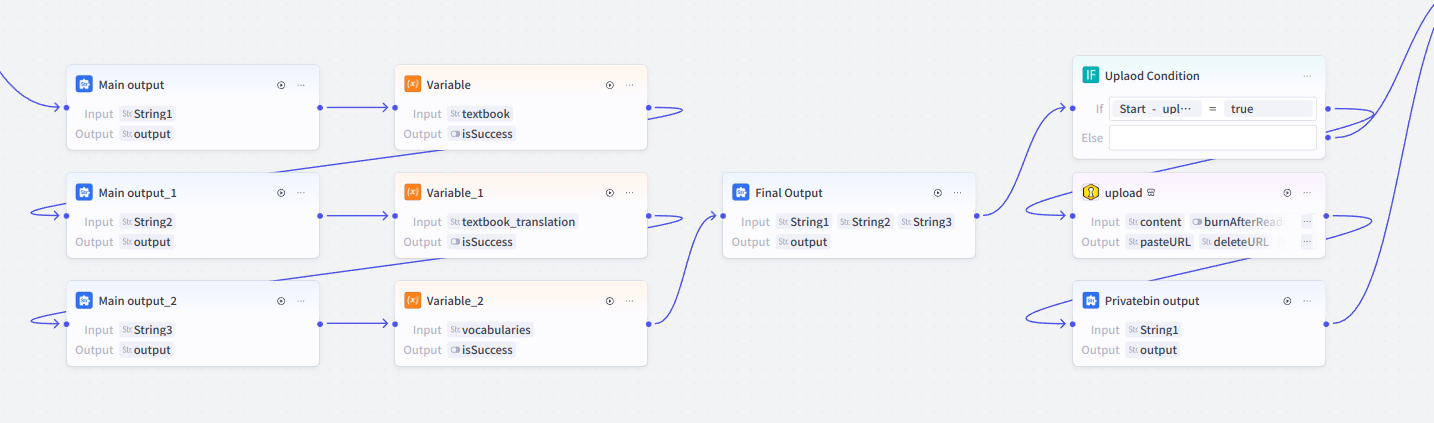 Main output
Input Str. String1
Output Str. output
Variable
Input Str. textbook
Output isSuccess
Main output_1
Input Str. String2
Output Str. output
Variable_1
Input Str. textbook_translation
Output isSuccess
Main output_2
Input Str. String3
Output Str. output
Variable_2
Input Str. vocabularies
Output isSuccess
Final Output
Input Str. String1 Str. String2 Str. String3
Output Str. output
IF Uplaod Condition
If Start - upl··· = true
Else
upload
Input Str. content burnAfterRead
Output Str. pasteURL Str. deleteURL
Privatebin output
Input Str. String1
Output Str. output